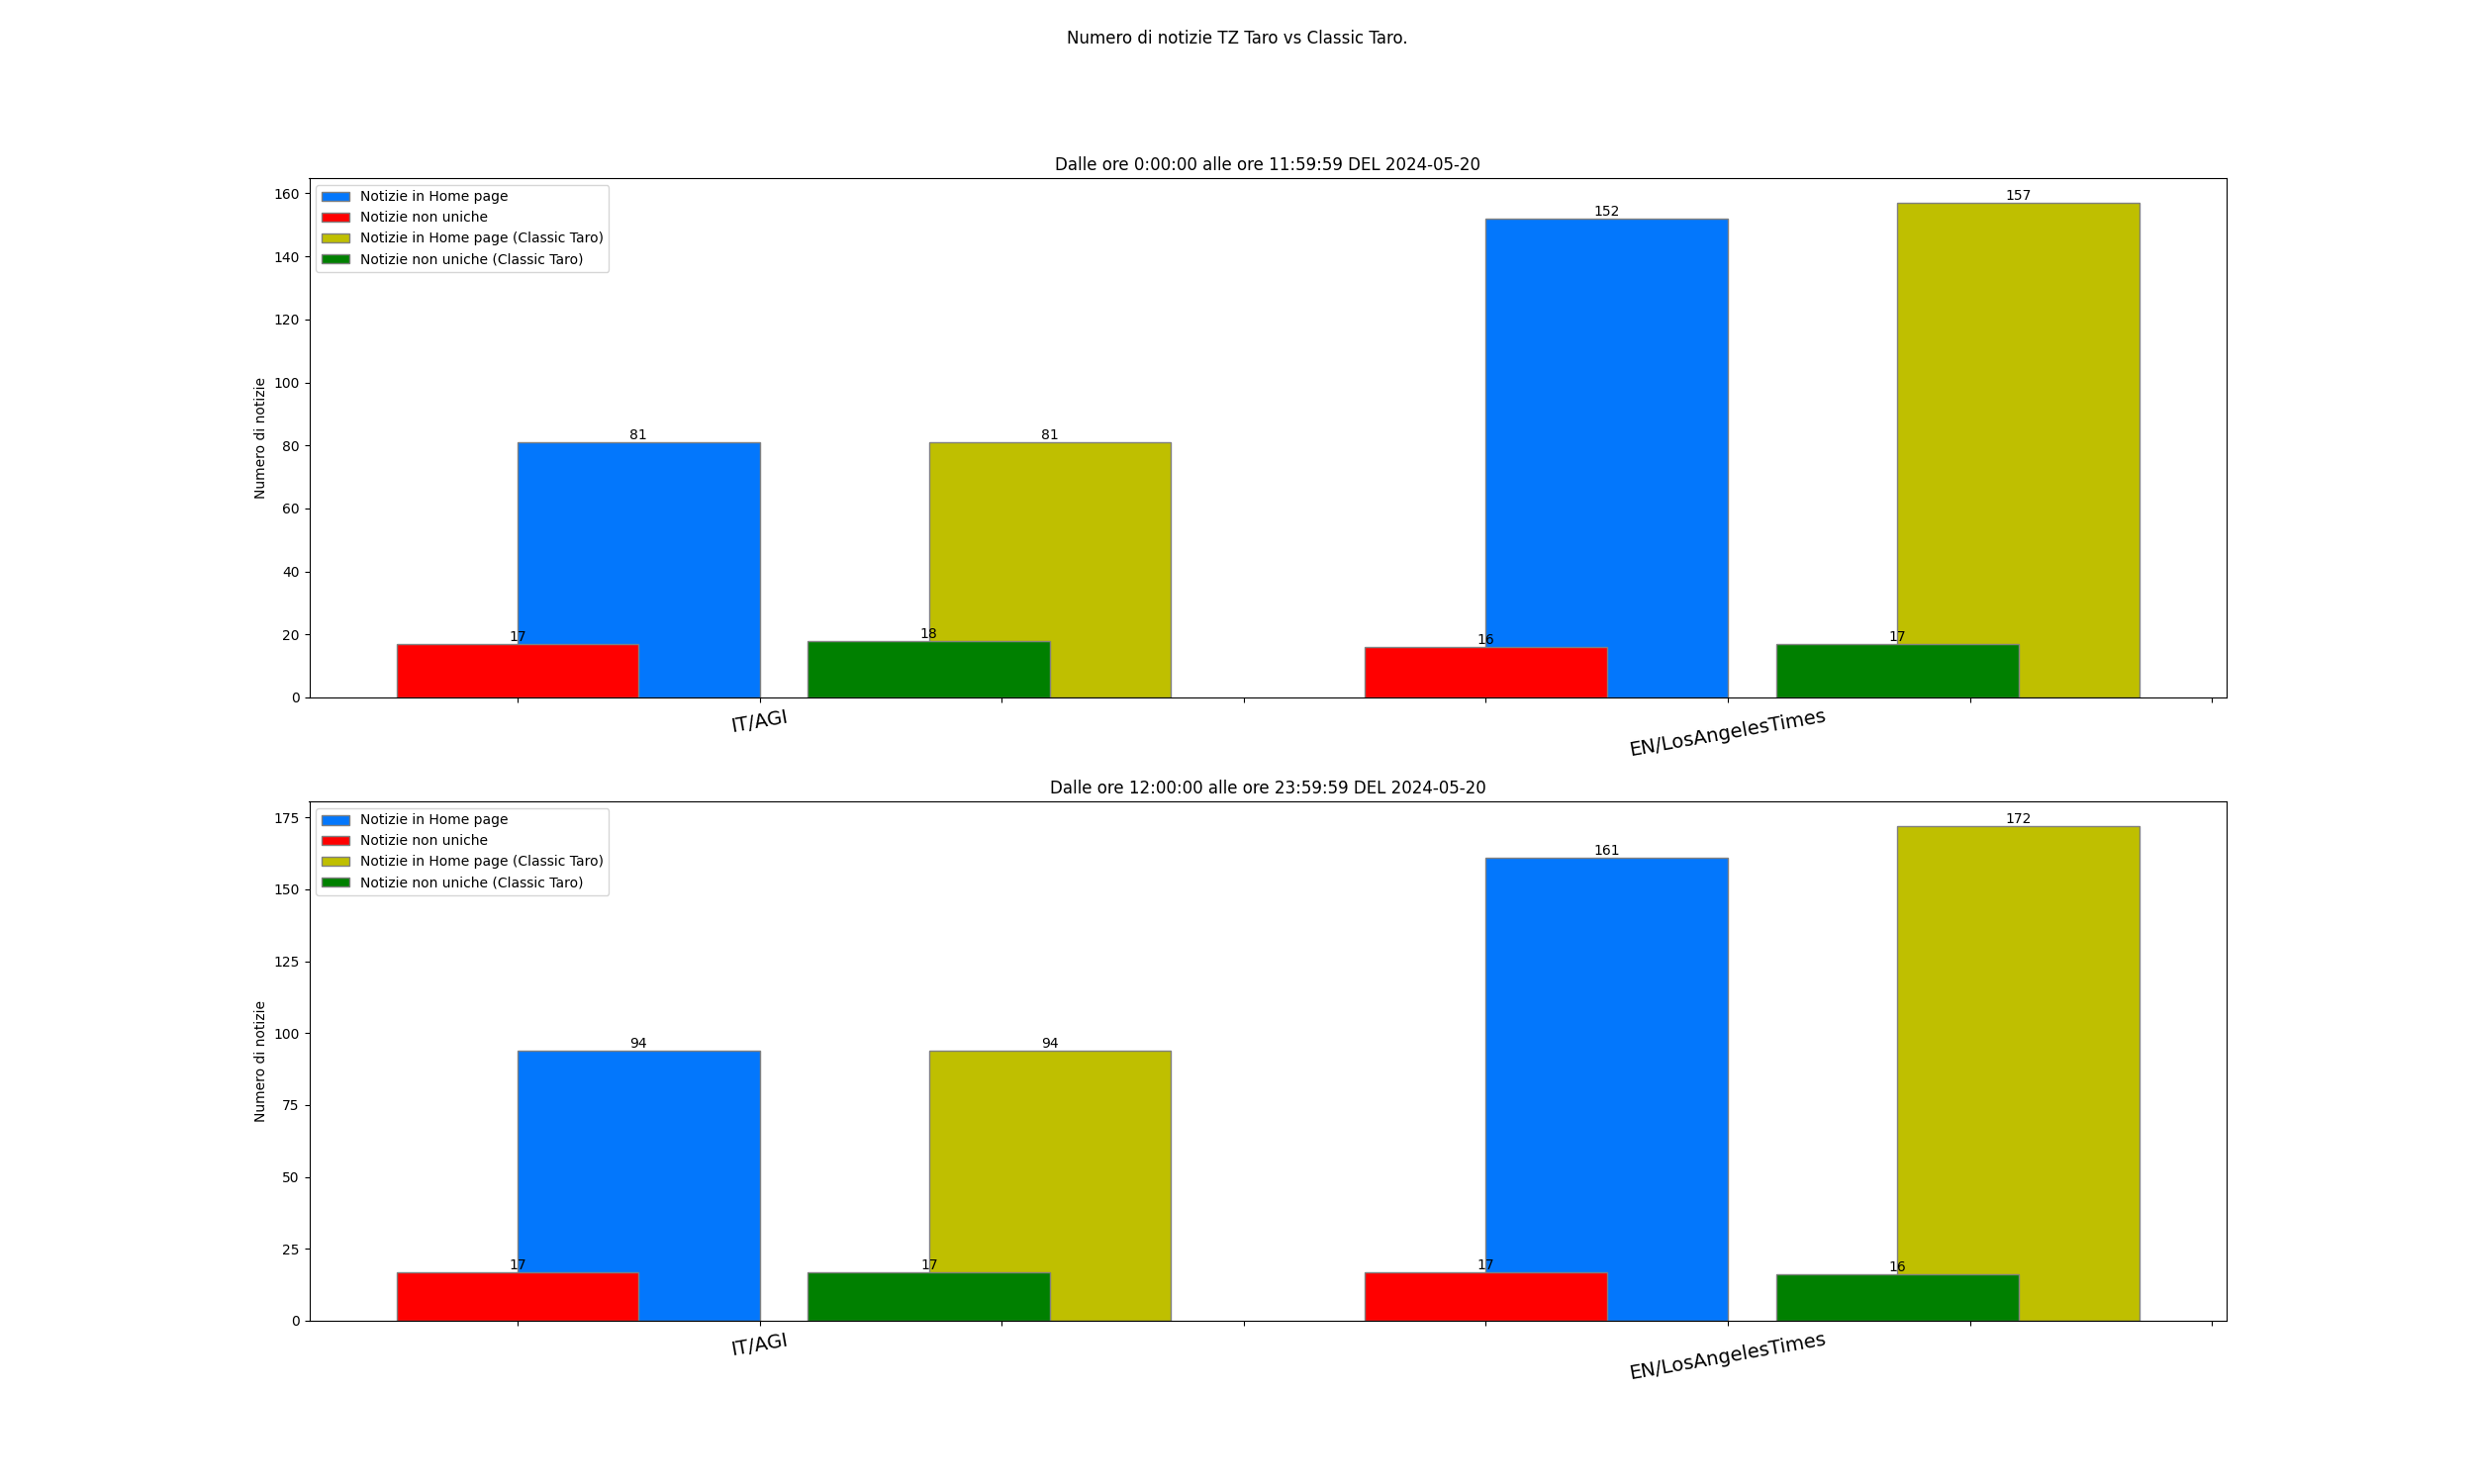 Numero di notizie TZ Taro vs Classic Taro.
Dalle ore 0:00:00 alle ore 11:59:59 DEL 2024-05-20
Notizie in Home page
Notizie non uniche
Notizie in Home page (Classic Taro)
Notizie non uniche (Classic Taro)
Numero di notizie
160
140
120
100
80
60
40
20
0
81
17
81
18
152
16
157
17
IT/AGI
EN/LosAngelesTimes
Dalle ore 12:00:00 alle ore 23:59:59 DEL 2024-05-20
Notizie in Home page
Notizie non uniche
Notizie in Home page (Classic Taro)
Notizie non uniche (Classic Taro)
Numero di notizie
175
150
125
100
75
50
25
0
94
17
94
17
161
17
172
16
IT/AGI
EN/LosAngelesTimes